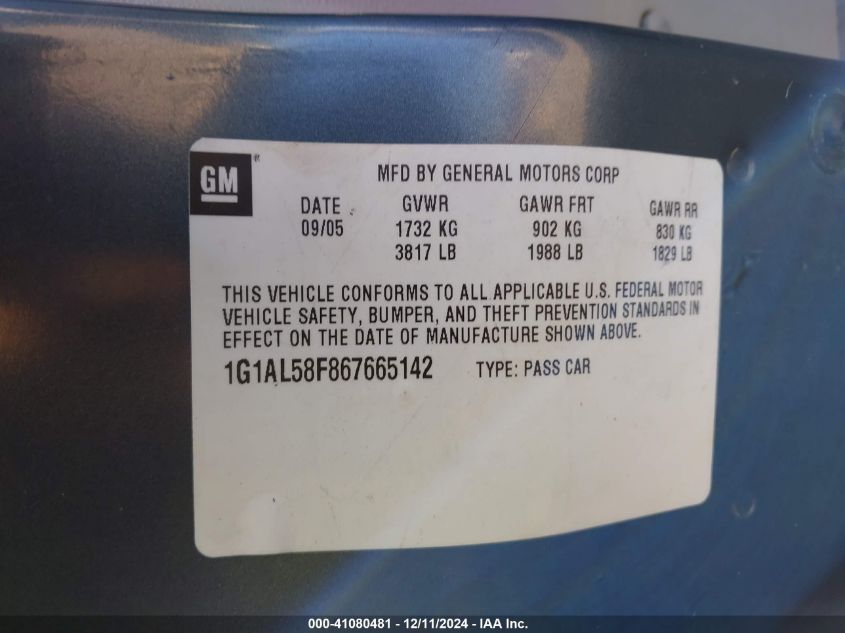 GM
MFD BY GENERAL MOTORS CORP
DATE GVWR GAWR FRT GAWR RR
09/05 1732 KG 902 KG 830 KG
3817 LB 1988 LB 1829 LB
THIS VEHICLE CONFORMS TO ALL APPLICABLE U.S. FEDERAL MOTOR
VEHICLE SAFETY, BUMPER, AND THEFT PREVENTION STANDARDS IN
EFFECT ON THE DATE OF MANUFACTURE SHOWN ABOVE.
1G1AL58F867665142 TYPE: PASS CAR
000-41080481 - 12/11/2024 - IAA Inc.